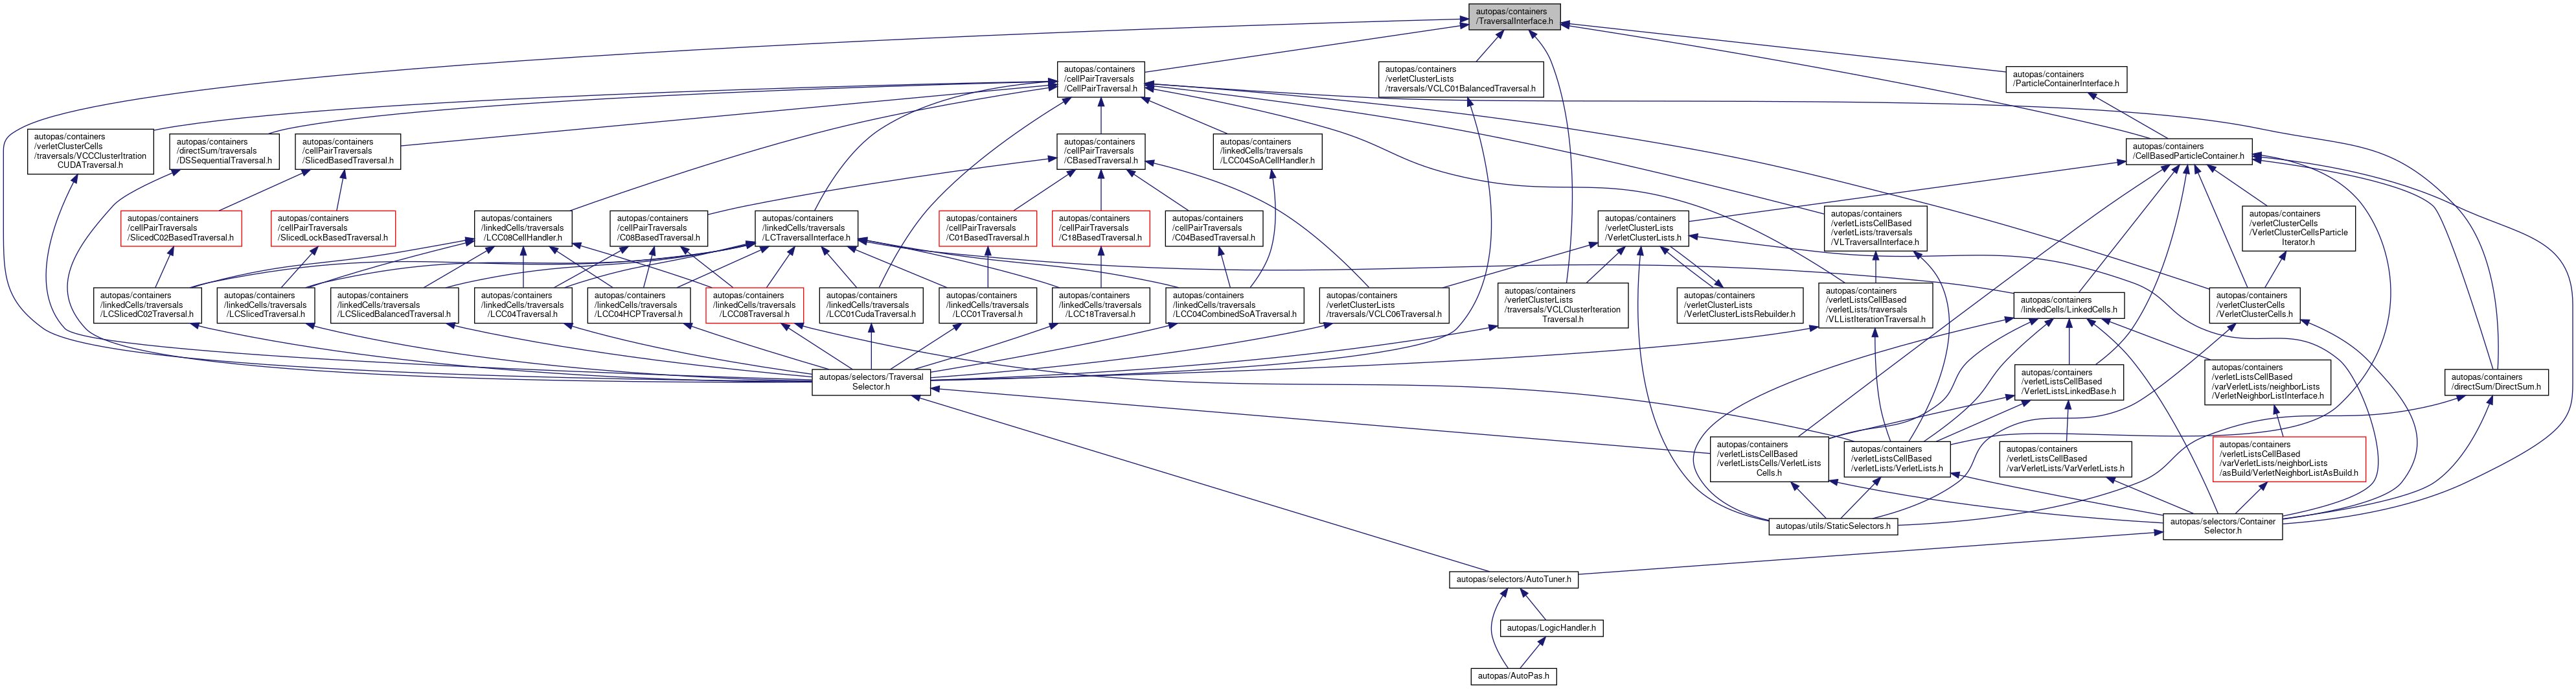 autopas/containers
/TraversalInterface.h
autopas/containers
/cellPairTraversals
/CellPairTraversal.h
autopas/containers
/verletClusterLists
/traversals/VCLC01BalancedTraversal.h
autopas/containers
/ParticleContainerInterface.h
autopas/containers
/verletClusterCells
/traversals/VCCClusterItration
CUDATraversal.h
autopas/containers
/directSum/traversals
/DSSequentialTraversal.h
autopas/containers
/cellPairTraversals
/SlicedBasedTraversal.h
autopas/containers
/cellPairTraversals
/CBasedTraversal.h
autopas/containers
/linkedCells/traversals
/LCC04SoACellHandler.h
autopas/containers
/CellBasedParticleContainer.h
autopas/containers
/cellPairTraversals
/SlicedC02BasedTraversal.h
autopas/containers
/cellPairTraversals
/SlicedLockBasedTraversal.h
autopas/containers
/linkedCells/traversals
/LCC08CellHandler.h
autopas/containers
/cellPairTraversals
/C08BasedTraversal.h
autopas/containers
/linkedCells/traversals
/LCTraversalInterface.h
autopas/containers
/cellPairTraversals
/C01BasedTraversal.h
autopas/containers
/cellPairTraversals
/C18BasedTraversal.h
autopas/containers
/cellPairTraversals
/C04BasedTraversal.h
autopas/containers
/verletClusterLists
/VerletClusterLists.h
autopas/containers
/verletListsCellBased
/verletLists/traversals
/VLTraversalInterface.h
autopas/containers
/verletClusterCells
/VerletClusterCellsParticle
Iterator.h
autopas/containers
/linkedCells/traversals
/LCSlicedC02Traversal.h
autopas/containers
/linkedCells/traversals
/LCSlicedTraversal.h
autopas/containers
/linkedCells/traversals
/LCSlicedBalancedTraversal.h
autopas/containers
/linkedCells/traversals
/LCC04Traversal.h
autopas/containers
/linkedCells/traversals
/LCC04HCPTraversal.h
autopas/containers
/linkedCells/traversals
/LCC08Traversal.h
autopas/containers
/linkedCells/traversals
/LCC01CudaTraversal.h
autopas/containers
/linkedCells/traversals
/LCC01Traversal.h
autopas/containers
/linkedCells/traversals
/LCC18Traversal.h
autopas/containers
/linkedCells/traversals
/LCC04CombinedSoATraversal.h
autopas/containers
/verletClusterLists
/traversals/VCLC06Traversal.h
autopas/containers
/verletClusterLists
/traversals/VCLClusterIteration
Traversal.h
autopas/containers
/verletClusterLists
/VerletClusterListsRebuilder.h
autopas/containers
/verletListsCellBased
/verletLists/traversals
/VLListIterationTraversal.h
autopas/containers
/linkedCells/LinkedCells.h
autopas/containers
/verletClusterCells
/VerletClusterCells.h
autopas/selectors/Traversal
Selector.h
autopas/containers
/verletListsCellBased
/VerletListsLinkedBase.h
autopas/containers
/verletListsCellBased
/varVerletLists/neighborLists
/VerletNeighborListInterface.h
autopas/containers
/directSum/DirectSum.h
autopas/containers
/verletListsCellBased
/verletListsCells/VerletLists
Cells.h
autopas/containers
/verletListsCellBased
/verletLists/VerletLists.h
autopas/containers
/verletListsCellBased
/varVerletLists/VarVerletLists.h
autopas/containers
/verletListsCellBased
/varVerletLists/neighborLists
/asBuild/VerletNeighborListAsBuild.h
autopas/utils/StaticSelectors.h
autopas/selectors/Container
Selector.h
autopas/selectors/AutoTuner.h
autopas/LogicHandler.h
autopas/AutoPas.h